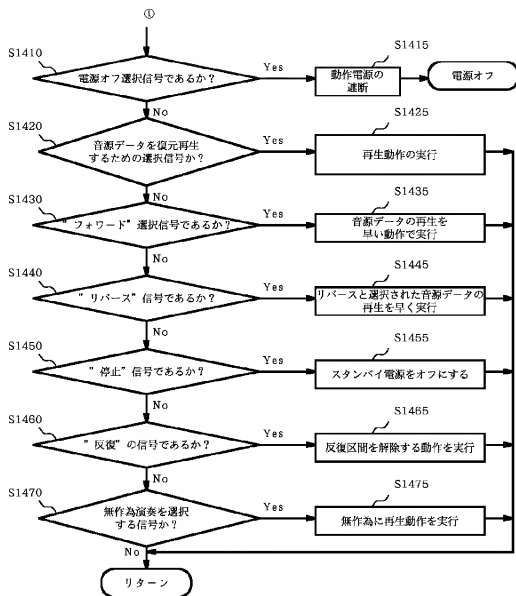 ①
S1410
電源オフ選択信号であるか？
Yes
S1415
動作電源の
遮断
電源オフ
No
S1420
音源データを復元再生
するための選択信号か？
Yes
S1425
再生動作の実行
No
S1430
"フォワード"選択信号であるか？
Yes
S1435
音源データの再生を
早い動作で実行
No
S1440
"リバース"信号であるか？
Yes
S1445
リバースと選択された音源データの
再生を早く実行
No
S1450
"停止"信号であるか？
Yes
S1455
スタンバイ電源をオフにする
No
S1460
"反復"の信号であるか？
Yes
S1465
反復区間を解除する動作を実行
No
S1470
無作為演奏を選択
する信号か？
Yes
S1475
無作為に再生動作を実行
No
リターン